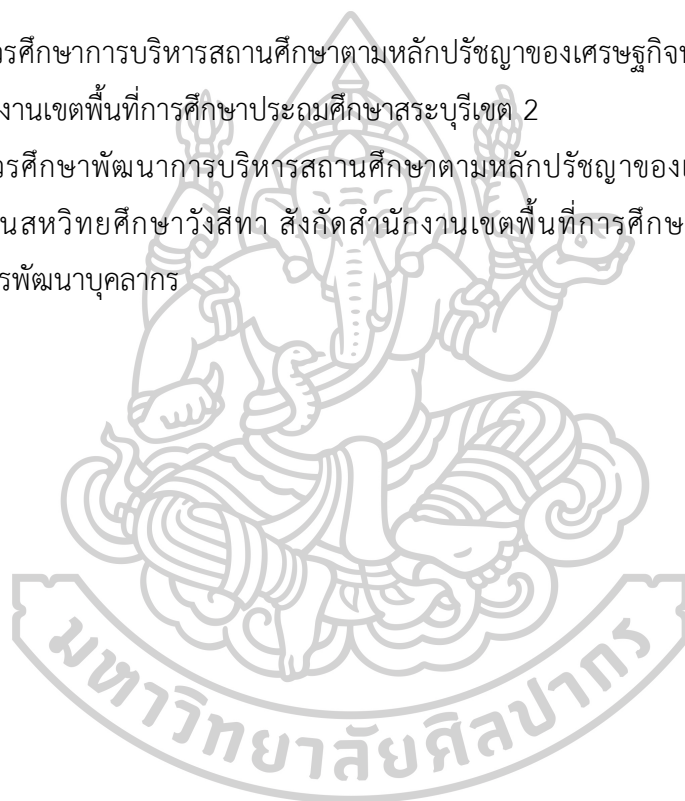 วรศึกษาการบริหารสถานศึกษาตามหลักปรัชญาของเศรษฐกิจ
งานเขตพื้นที่การศึกษาประถมศึกษาสระบุรีเขต 2
วรศึกษาพัฒนาการบริหารสถานศึกษาตามหลักปรัชญาของ
นสหวิทยศึกษาวังสีทา สังกัดสำนักงานเขตพื้นที่การศึกษ
รพัฒนาบุคลากร
มหาวิทยาลัยศิลปากร